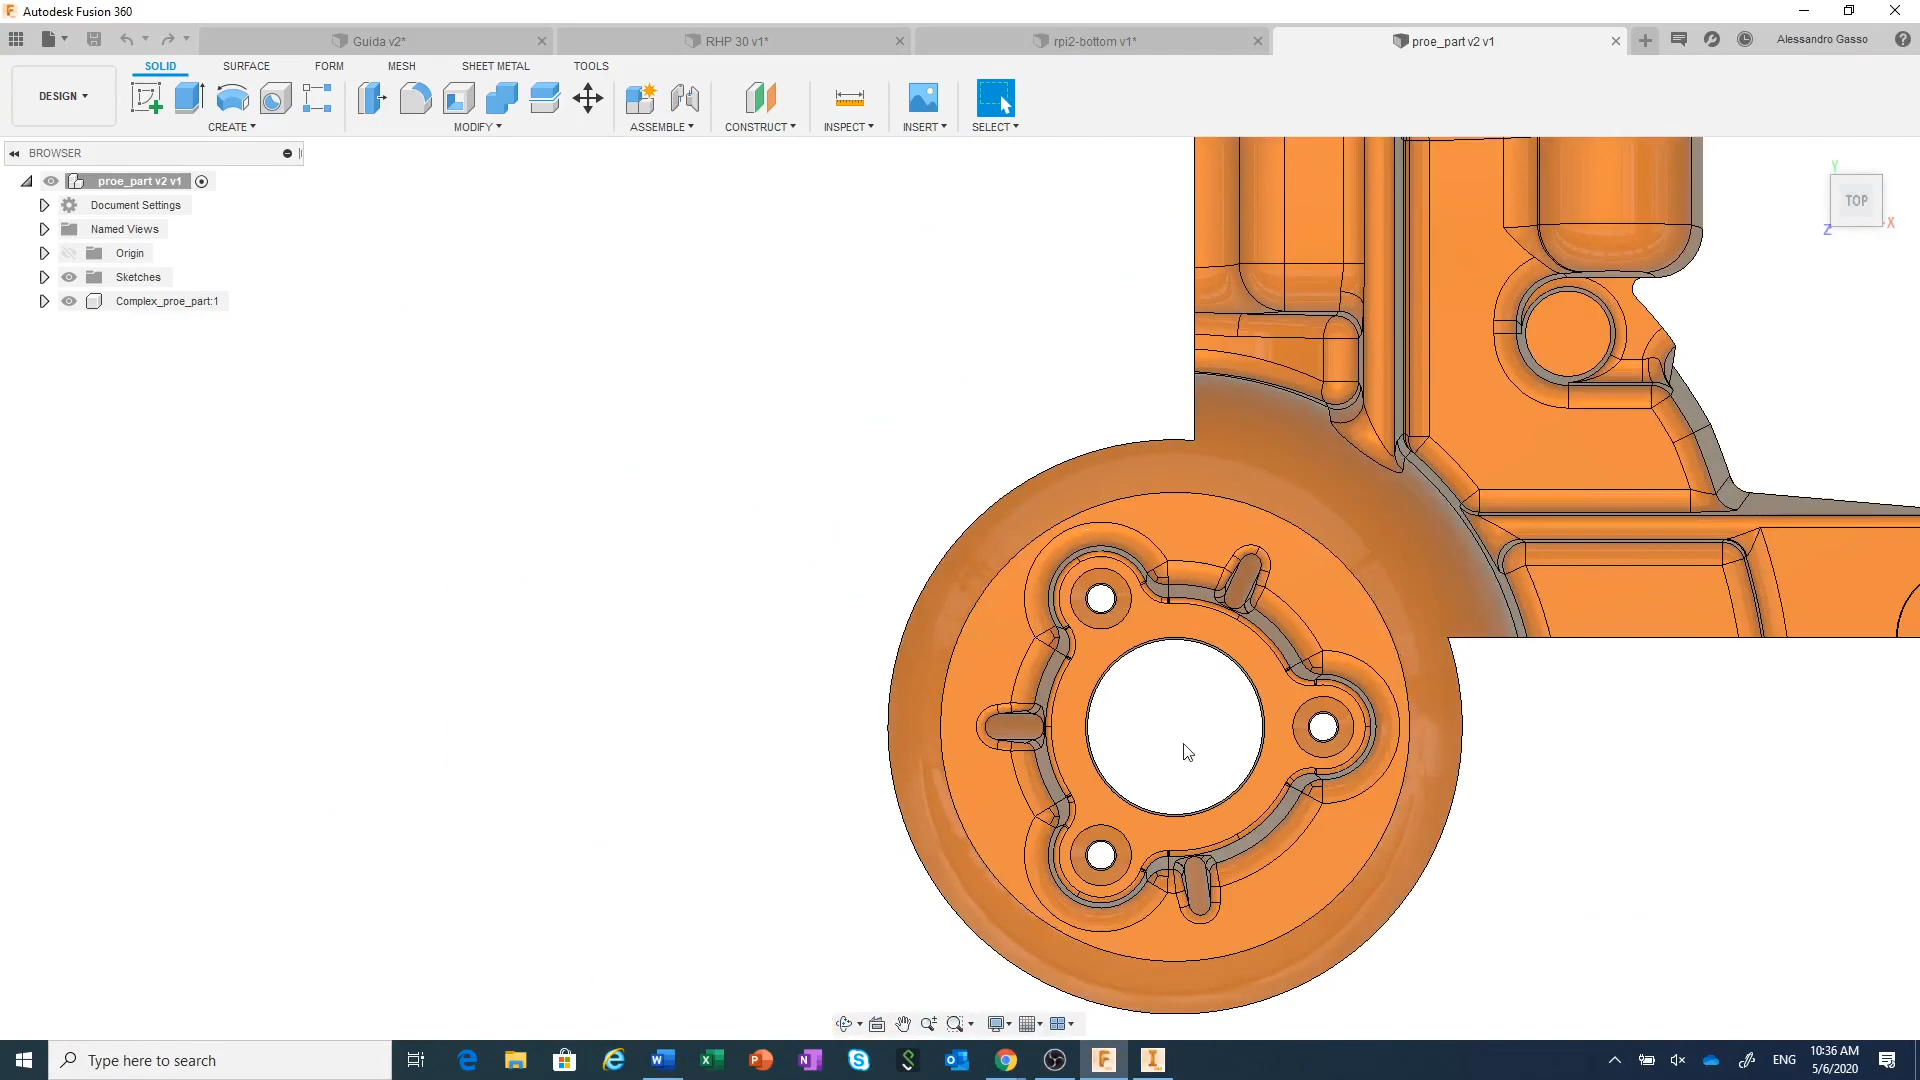 Autodesk Fusion 360
Guida v2*
RHP 30 v1*
rpi2-bottom v1*
proe_part v2 v1
Alessandro Gasso
SOLID
SURFACE
FORM
MESH
SHEET METAL
TOOLS
DESIGN
CREATE
MODIFY
ASSEMBLE
CONSTRUCT
INSPECT
INSERT
SELECT
BROWSER
proe_part v2 v1
Document Settings
Named Views
Origin
Sketches
Complex_proe_part:1
Y
TOP
X
Z
Type here to search
ENG
10:36 AM
5/6/2020